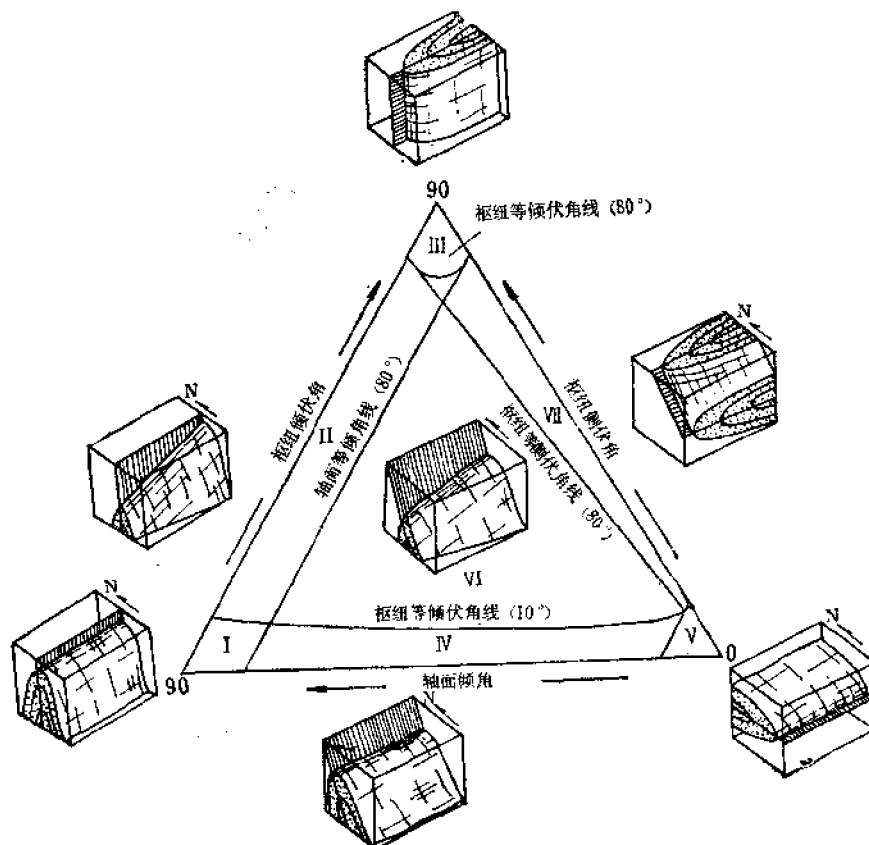 90
枢纽等倾伏角线 (80°)
III
N
枢纽倾伏角
II
轴面等倾角线 (80°)
枢纽等侧伏角线 (80°)
VII
枢纽侧伏角
N
VI
枢纽等倾伏角线 (10°)
N
I
IV
V
N
90
轴面倾角
0